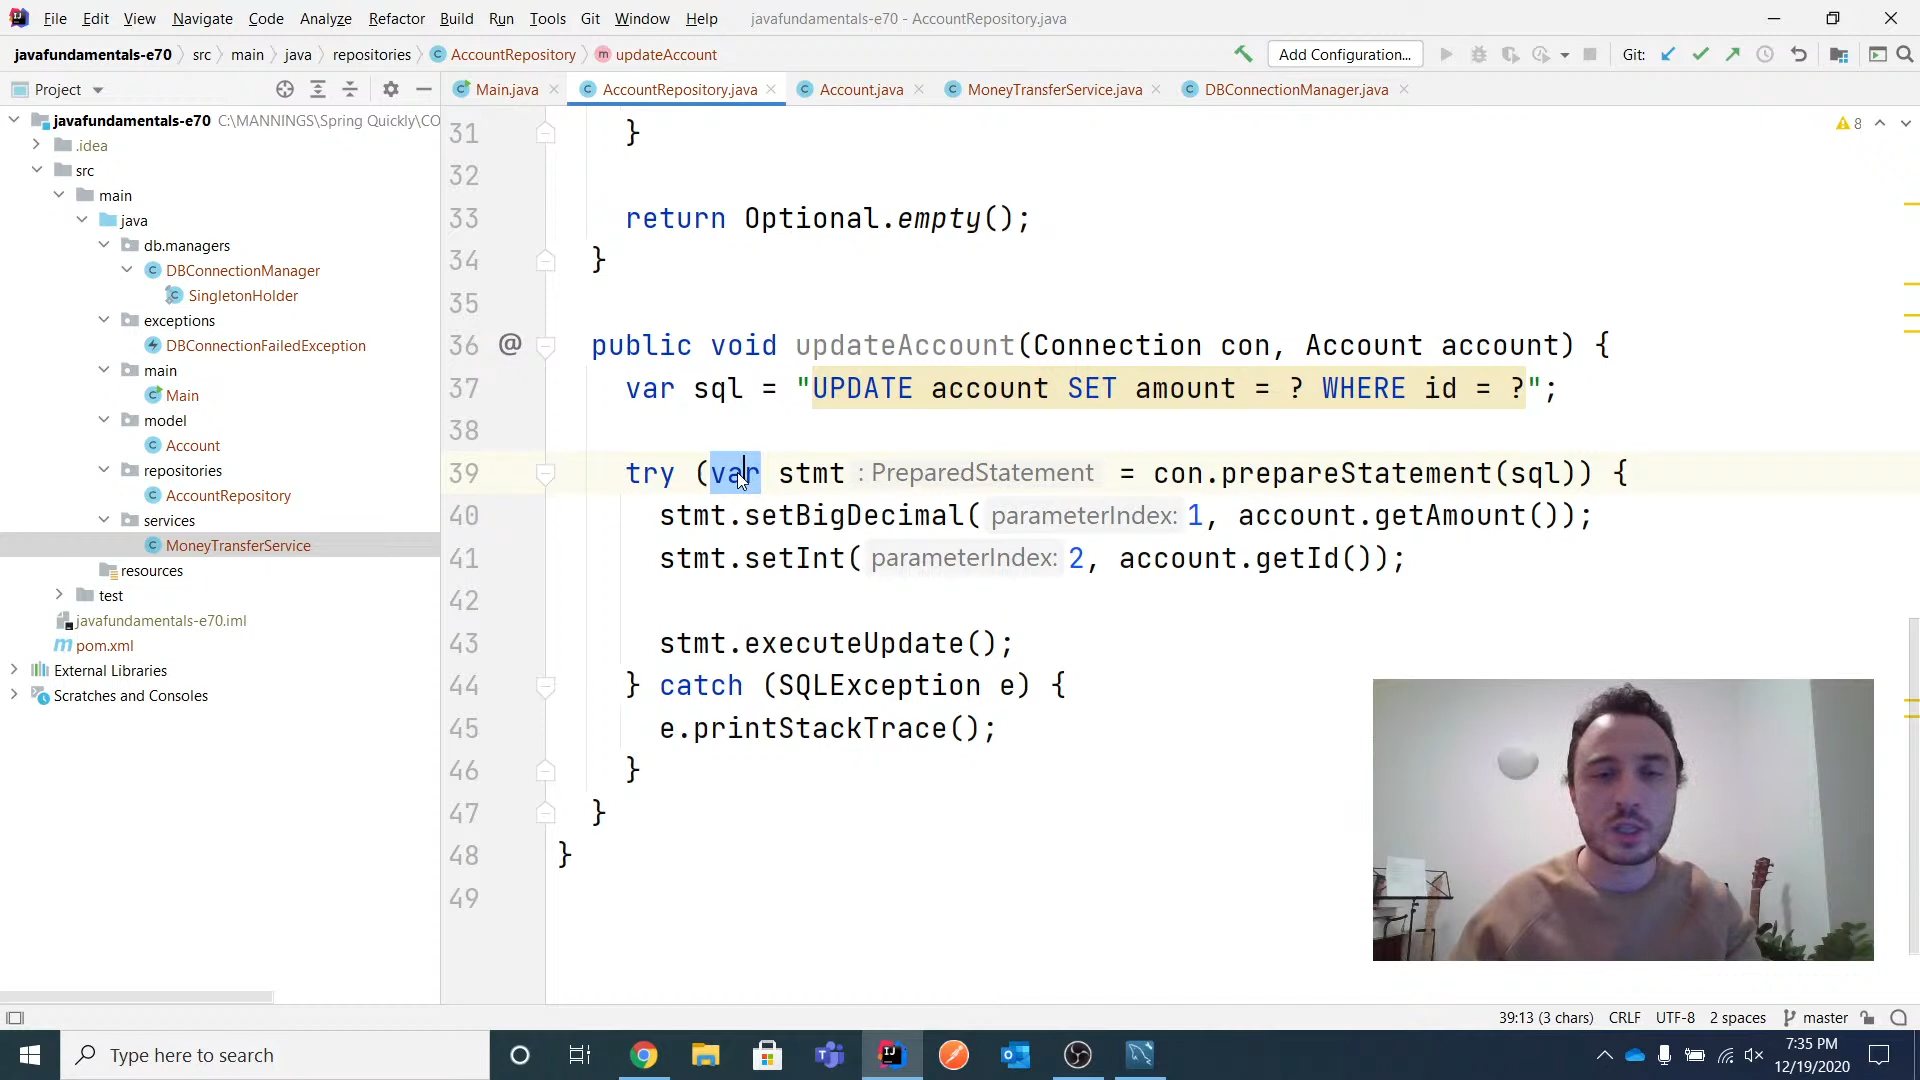 File Edit View Navigate Code Analyze Refactor Build Run Tools Git Window Help javafundamentals-e70 - AccountRepository.java
javafundamentals-e70 src main java repositories AccountRepository updateAccount Add Configuration... Git:
Project Main.java AccountRepository.java Account.java MoneyTransferService.java DBConnectionManager.java
javafundamentals-e70 C:\MANNINGS\Spring Quickly\CO
.idea
src
main
java
db.managers
DBConnectionManager
SingletonHolder
exceptions
DBConnectionFailedException
main
Main
model
Account
repositories
AccountRepository
services
MoneyTransferService
resources
test
javafundamentals-e70.iml
pom.xml
External Libraries
Scratches and Consoles
8
31 }
32
33 return Optional.empty();
34 }
35
36 @ public void updateAccount(Connection con, Account account) {
37 var sql = "UPDATE account SET amount = ? WHERE id = ?";
38
39 try (var stmt : PreparedStatement = con.prepareStatement(sql)) {
40 stmt.setBigDecimal( parameterIndex: 1, account.getAmount());
41 stmt.setInt( parameterIndex: 2, account.getId());
42
43 stmt.executeUpdate();
44 } catch (SQLException e) {
45 e.printStackTrace();
46 }
47 }
48 }
49
39:13 (3 chars) CRLF UTF-8 2 spaces master
Type here to search
7:35 PM
12/19/2020